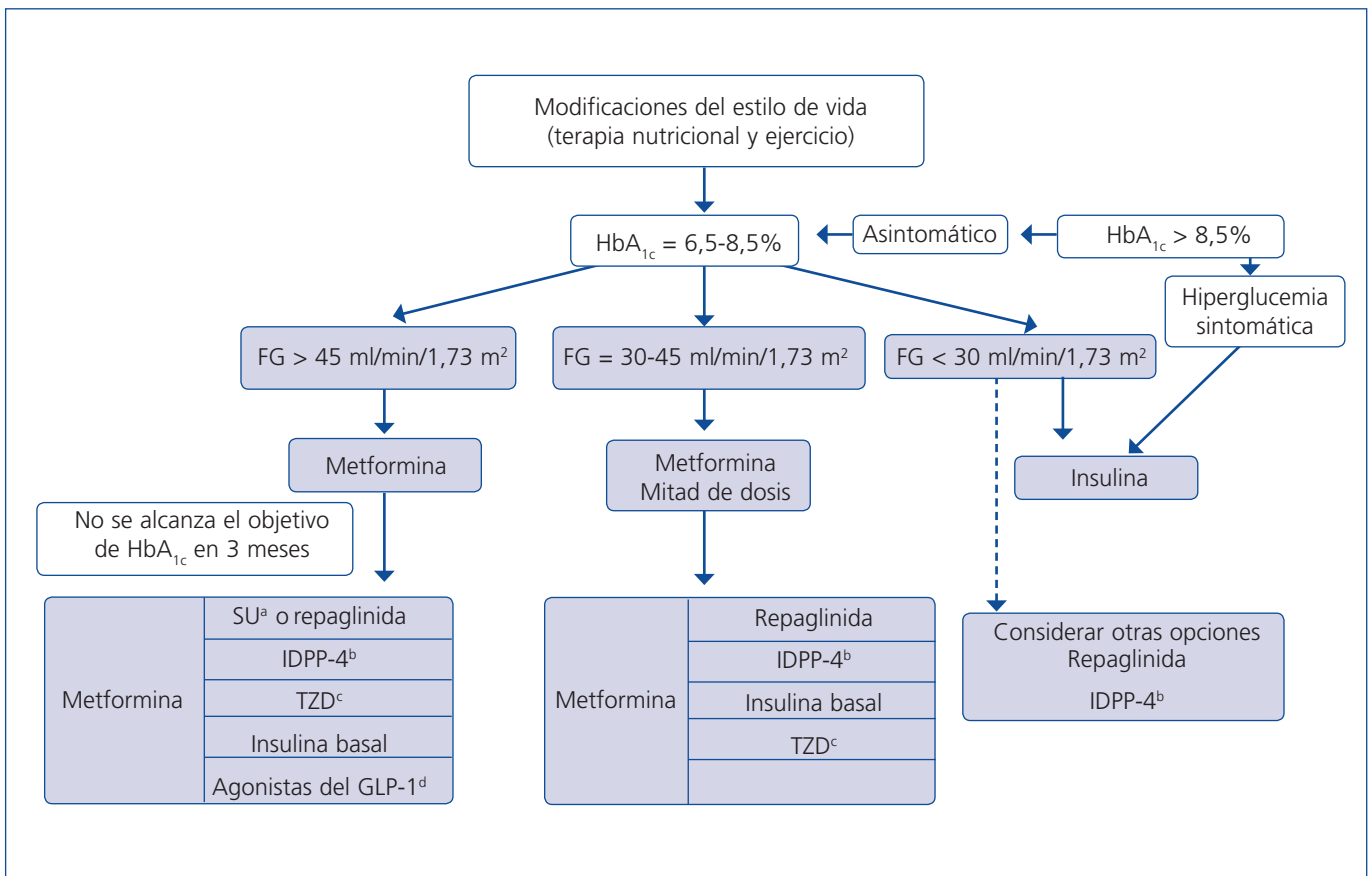 Modificaciones del estilo de vida
(terapia nutricional y ejercicio)
HbA1c = 6,5-8,5%
Asintomático
HbA1c > 8,5%
Hiperglucemia
sintomática
FG > 45 ml/min/1,73 m²
FG = 30-45 ml/min/1,73 m²
FG < 30 ml/min/1,73 m²
Metformina
Metformina
Mitad de dosis
Insulina
No se alcanza el objetivo
de HbA1c en 3 meses
Metformina
SUᵃ o repaglinida
IDPP-4ᵇ
TZDᶜ
Insulina basal
Agonistas del GLP-1ᵈ
Metformina
Repaglinida
IDPP-4ᵇ
Insulina basal
TZDᶜ
Considerar otras opciones
Repaglinida
IDPP-4ᵇ